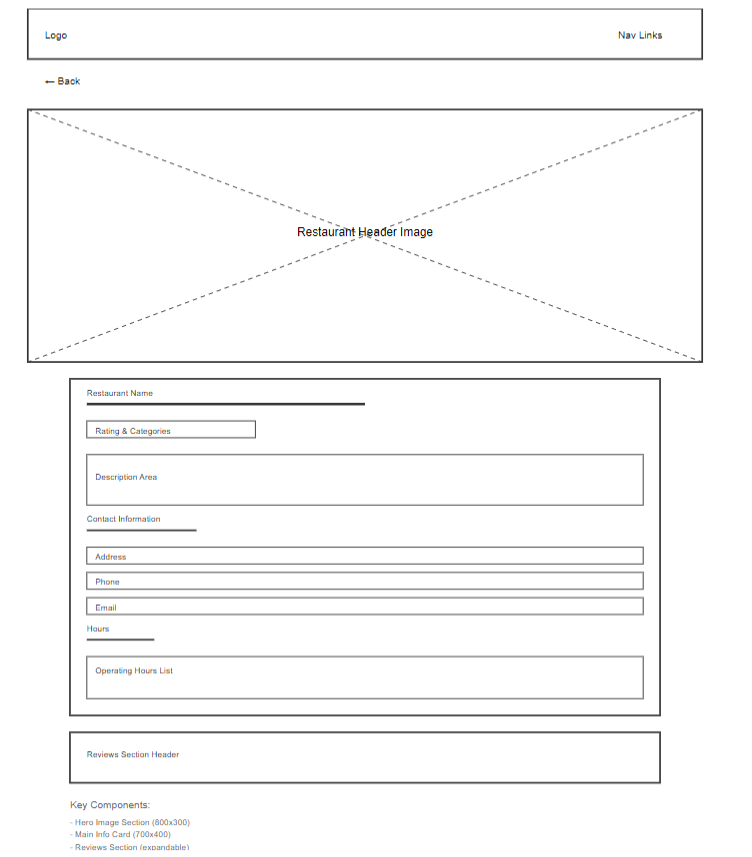 Logo
Nav Links
← Back
Restaurant Header Image
Restaurant Name
Rating & Categories
Description Area
Contact Information
Address
Phone
Email
Hours
Operating Hours List
Reviews Section Header
Key Components:
- Hero Image Section (800x300)
- Main Info Card (700x400)
- Reviews Section (expandable)